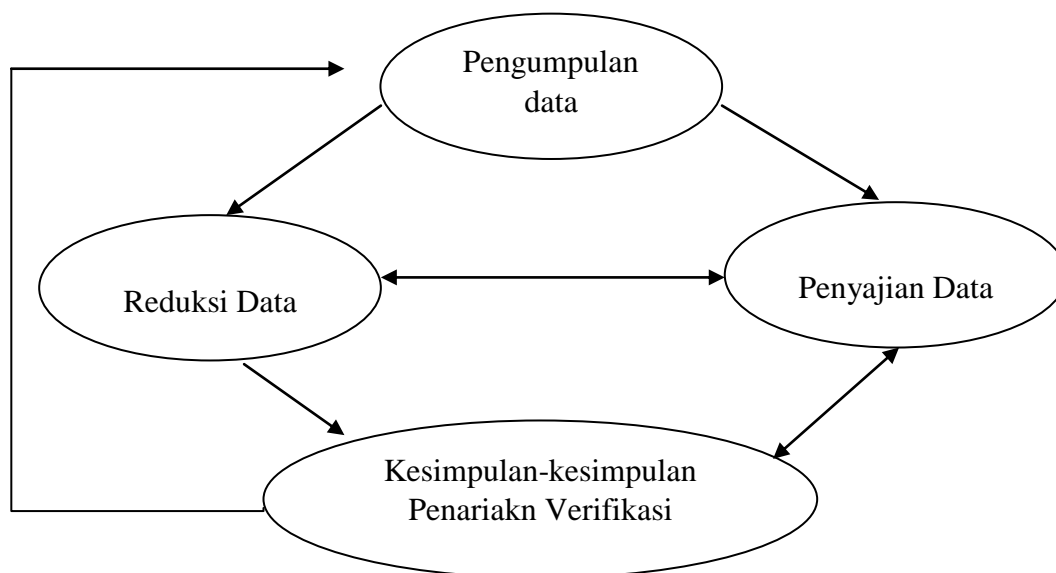 Pengumpulan
data
Reduksi Data
Penyajian Data
Kesimpulan-kesimpulan
Penariakn Verifikasi